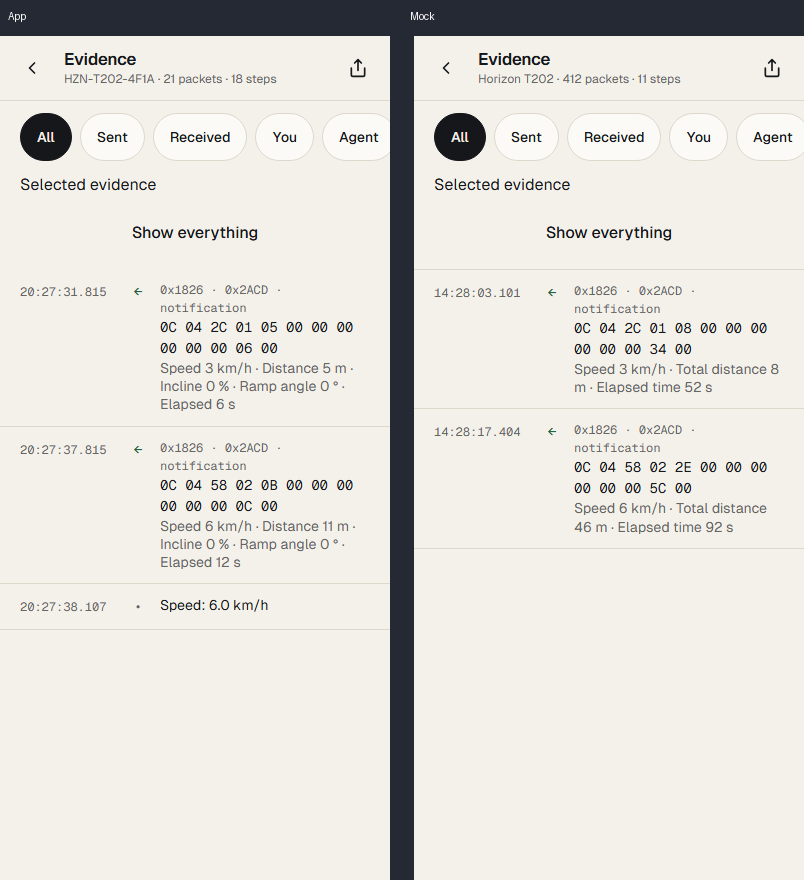 App
Evidence
HZN-T202-4F1A · 21 packets · 18 steps
All Sent Received You Agent
Selected evidence
Show everything
20:27:31.815 ← 0x1826 · 0x2ACD ·
notification
0C 04 2C 01 05 00 00 00
00 00 00 06 00
Speed 3 km/h · Distance 5 m ·
Incline 0 % · Ramp angle 0 ° ·
Elapsed 6 s
20:27:37.815 ← 0x1826 · 0x2ACD ·
notification
0C 04 58 02 0B 00 00 00
00 00 00 0C 00
Speed 6 km/h · Distance 11 m ·
Incline 0 % · Ramp angle 0 ° ·
Elapsed 12 s
20:27:38.107 • Speed: 6.0 km/h
Mock
Evidence
Horizon T202 · 412 packets · 11 steps
All Sent Received You Agent
Selected evidence
Show everything
14:28:03.101 ← 0x1826 · 0x2ACD ·
notification
0C 04 2C 01 08 00 00 00
00 00 00 34 00
Speed 3 km/h · Total distance 8
m · Elapsed time 52 s
14:28:17.404 ← 0x1826 · 0x2ACD ·
notification
0C 04 58 02 2E 00 00 00
00 00 00 5C 00
Speed 6 km/h · Total distance
46 m · Elapsed time 92 s